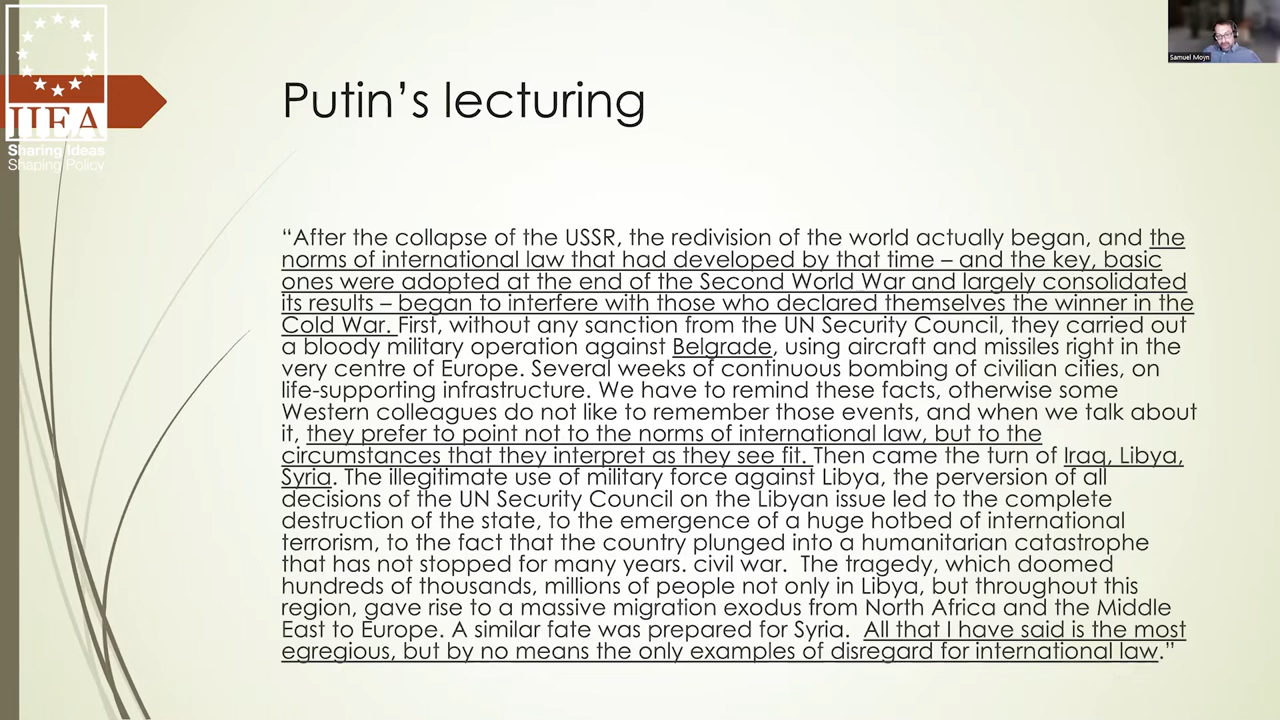 IIEA
Sharing Ideas
Shaping Policy
Samuel Moyn
Putin’s lecturing
“After the collapse of the USSR, the redivision of the world actually began, and the
norms of international law that had developed by that time – and the key, basic
ones were adopted at the end of the Second World War and largely consolidated
its results – began to interfere with those who declared themselves the winner in the
Cold War. First, without any sanction from the UN Security Council, they carried out
a bloody military operation against Belgrade, using aircraft and missiles right in the
very centre of Europe. Several weeks of continuous bombing of civilian cities, on
life-supporting infrastructure. We have to remind these facts, otherwise some
Western colleagues do not like to remember those events, and when we talk about
it, they prefer to point not to the norms of international law, but to the
circumstances that they interpret as they see fit. Then came the turn of Iraq, Libya,
Syria. The illegitimate use of military force against Libya, the perversion of all
decisions of the UN Security Council on the Libyan issue led to the complete
destruction of the state, to the emergence of a huge hotbed of international
terrorism, to the fact that the country plunged into a humanitarian catastrophe
that has not stopped for many years. civil war.  The tragedy, which doomed
hundreds of thousands, millions of people not only in Libya, but throughout this
region, gave rise to a massive migration exodus from North Africa and the Middle
East to Europe. A similar fate was prepared for Syria.  All that I have said is the most
egregious, but by no means the only examples of disregard for international law.”